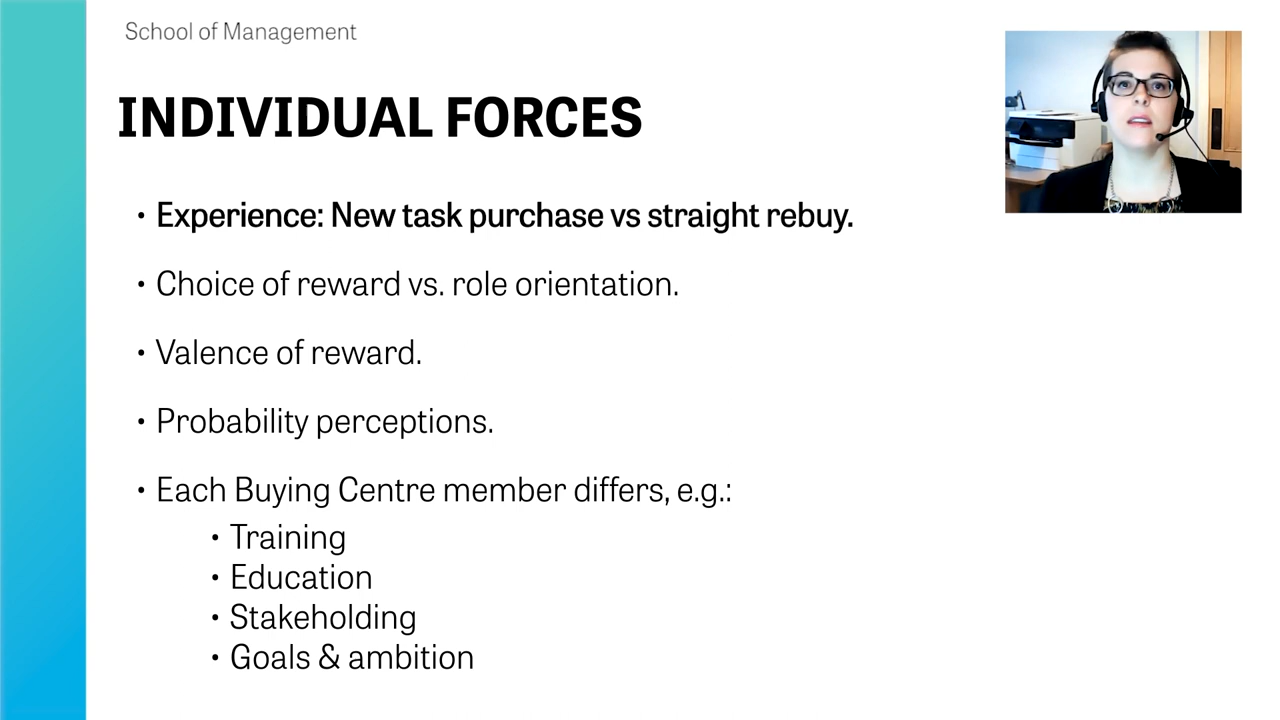 School of Management
INDIVIDUAL FORCES
• Experience: New task purchase vs straight rebuy.
• Choice of reward vs. role orientation.
• Valence of reward.
• Probability perceptions.
• Each Buying Centre member differs, e.g.:
• Training
• Education
• Stakeholding
• Goals & ambition